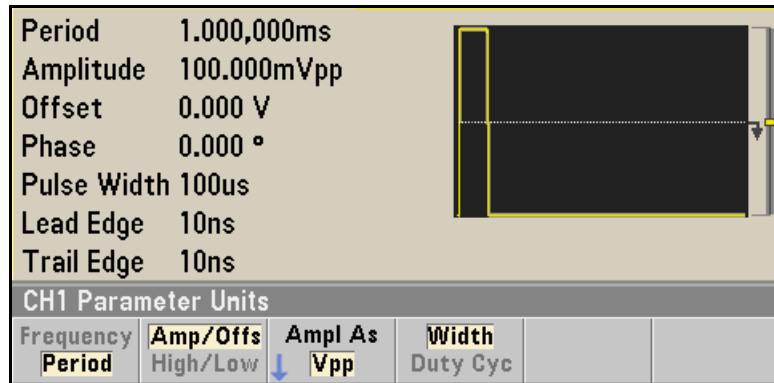 Period 1.000,000ms
Amplitude 100.000mVpp
Offset 0.000 V
Phase 0.000 °
Pulse Width 100us
Lead Edge 10ns
Trail Edge 10ns
CH1 Parameter Units
Frequency Amp/Offs Ampl As Width
Period High/Low Vpp Duty Cyc